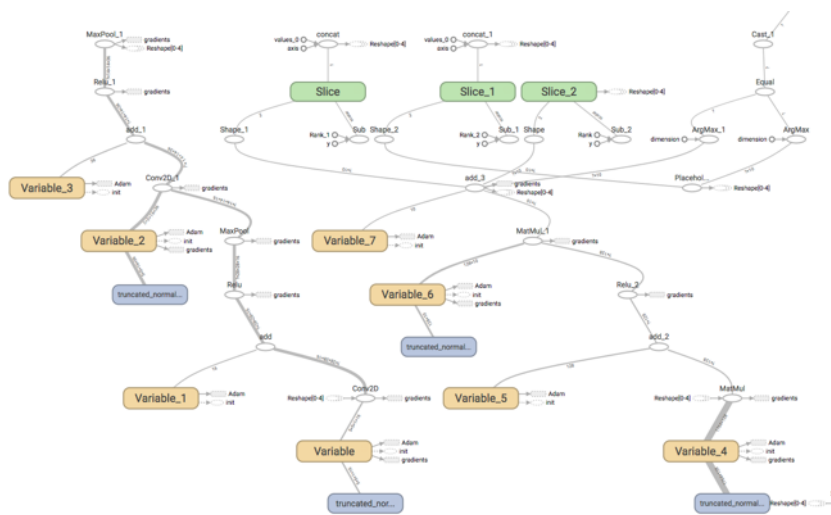 MaxPool_1
gradients
Reshape[0-4]
values_0
axis
concat
Reshape[0-4]
values_0
axis
concat_1
Reshape[0-4]
Cast_1
Relu_1
gradients
Slice
Slice_1
Slice_2
Reshape[0-4]
Equal
add_1
Shape_1
Rank_1
y
Sub
Shape_2
Rank_2
y
Sub_1
Shape
Rank
y
Sub_2
dimension
ArgMax_1
dimension
ArgMax
Variable_3
Adam
init
Conv2D_1
gradients
add_3
gradients
Reshape[0-4]
Placehol...
Reshape[0-4]
Variable_2
Adam
init
gradients
MaxPool
gradients
Variable_7
Adam
init
MatMul_1
gradients
truncated_normal...
Relu
gradients
Variable_6
Adam
init
gradients
Relu_2
gradients
add
truncated_normal...
add_2
Variable_1
Adam
init
Reshape[0-4]
Conv2D
gradients
Variable_5
Adam
init
Reshape[0-4]
MatMul
gradients
Variable
Adam
init
gradients
Variable_4
Adam
init
gradients
truncated_nor...
truncated_normal...
Reshape[0-4]